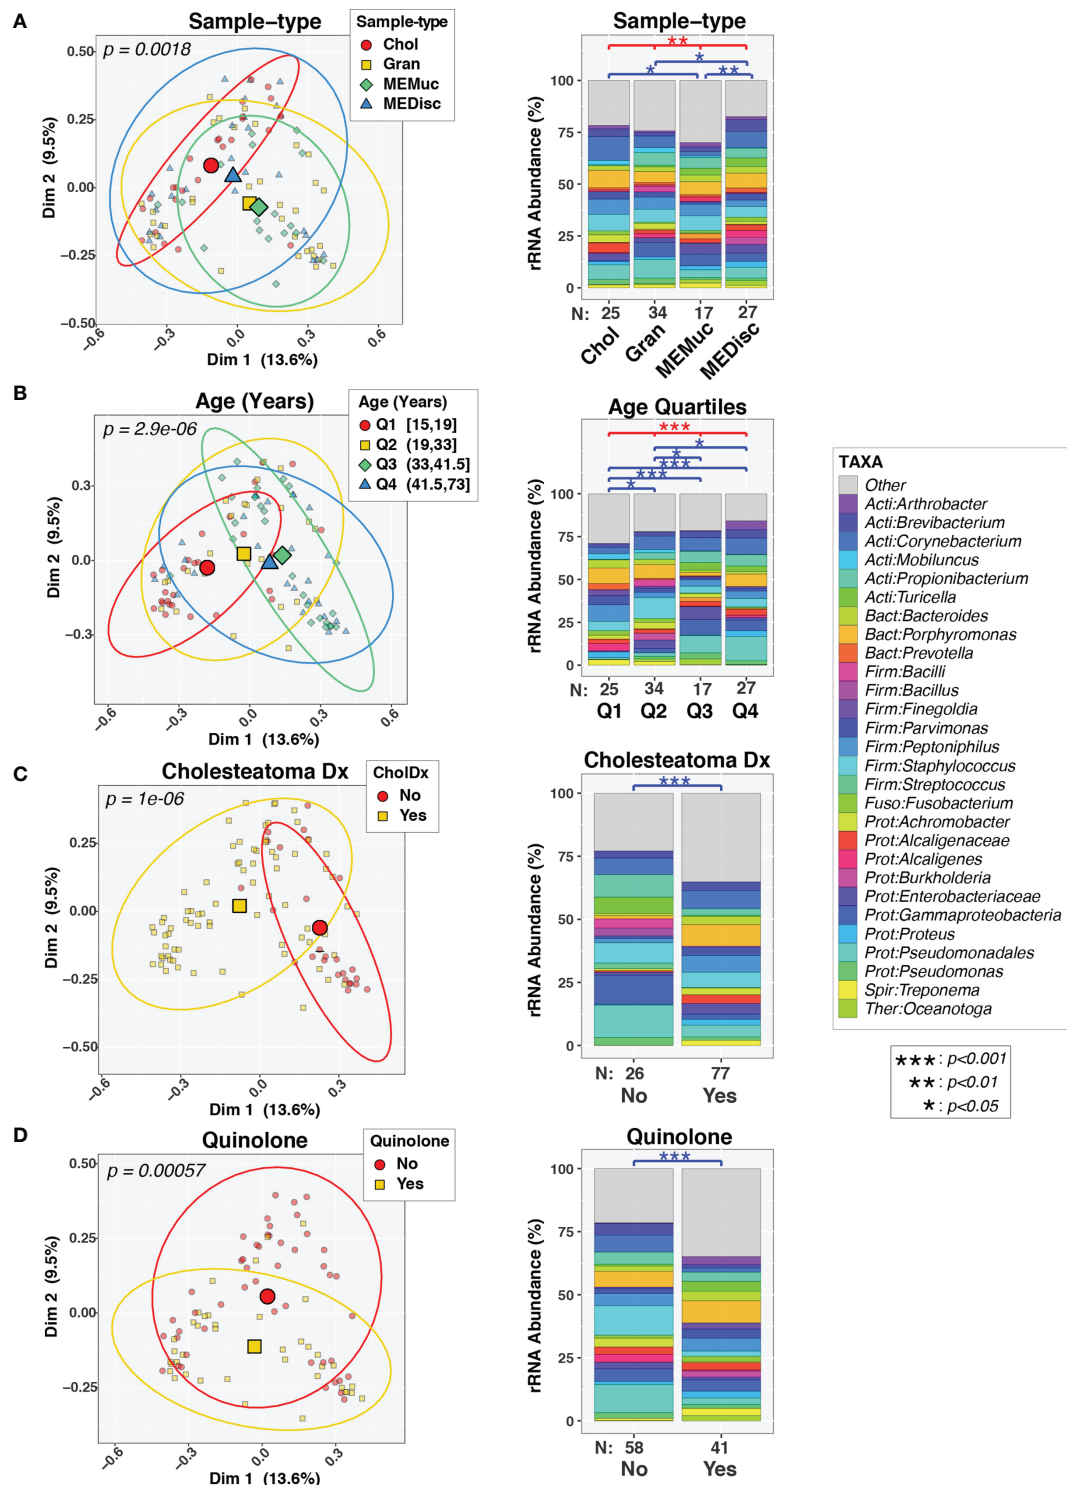 A
Sample-type
p = 0.0018
Sample-type
Chol
Gran
MEMuc
MEDisc
0.50
0.25
0.00
-0.25
-0.50
Dim 2 (9.5%)
-0.6
-0.3
0.0
0.3
0.6
Dim 1 (13.6%)
Sample-type
**
*
*
**
100
75
50
25
0
rRNA Abundance (%)
N: 25 34 17 27
Chol
Gran
MEMuc
MEDisc
B
Age (Years)
p = 2.9e-06
Age (Years)
Q1 [15,19]
Q2 (19,33]
Q3 (33,41.5]
Q4 (41.5,73]
0.3
0.0
-0.3
Dim 2 (9.5%)
-0.6
-0.3
0.0
0.3
0.6
Dim 1 (13.6%)
Age Quartiles
***
*
*
***
***
*
100
75
50
25
0
rRNA Abundance (%)
N: 25 34 17 27
Q1 Q2 Q3 Q4
C
Cholesteatoma Dx
p = 1e-06
CholDx
No
Yes
0.25
0.00
-0.25
-0.50
Dim 2 (9.5%)
-0.6
-0.3
0.0
0.3
Dim 1 (13.6%)
Cholesteatoma Dx
***
100
75
50
25
0
rRNA Abundance (%)
N: 26 77
No Yes
D
Quinolone
p = 0.00057
Quinolone
No
Yes
0.50
0.25
0.00
-0.25
Dim 2 (9.5%)
-0.6
-0.3
0.0
0.3
0.6
Dim 1 (13.6%)
Quinolone
***
100
75
50
25
0
rRNA Abundance (%)
N: 58 41
No Yes
TAXA
Other
Acti:Arthrobacter
Acti:Brevibacterium
Acti:Corynebacterium
Acti:Mobiluncus
Acti:Propionibacterium
Acti:Turicella
Bact:Bacteroides
Bact:Porphyromonas
Bact:Prevotella
Firm:Bacilli
Firm:Bacillus
Firm:Finegoldia
Firm:Parvimonas
Firm:Peptoniphilus
Firm:Staphylococcus
Firm:Streptococcus
Fuso:Fusobacterium
Prot:Achromobacter
Prot:Alcaligenaceae
Prot:Alcaligenes
Prot:Burkholderia
Prot:Enterobacteriaceae
Prot:Gammaproteobacteria
Prot:Proteus
Prot:Pseudomonadales
Prot:Pseudomonas
Spir:Treponema
Ther:Oceanotoga
***: p<0.001
**: p<0.01
*: p<0.05